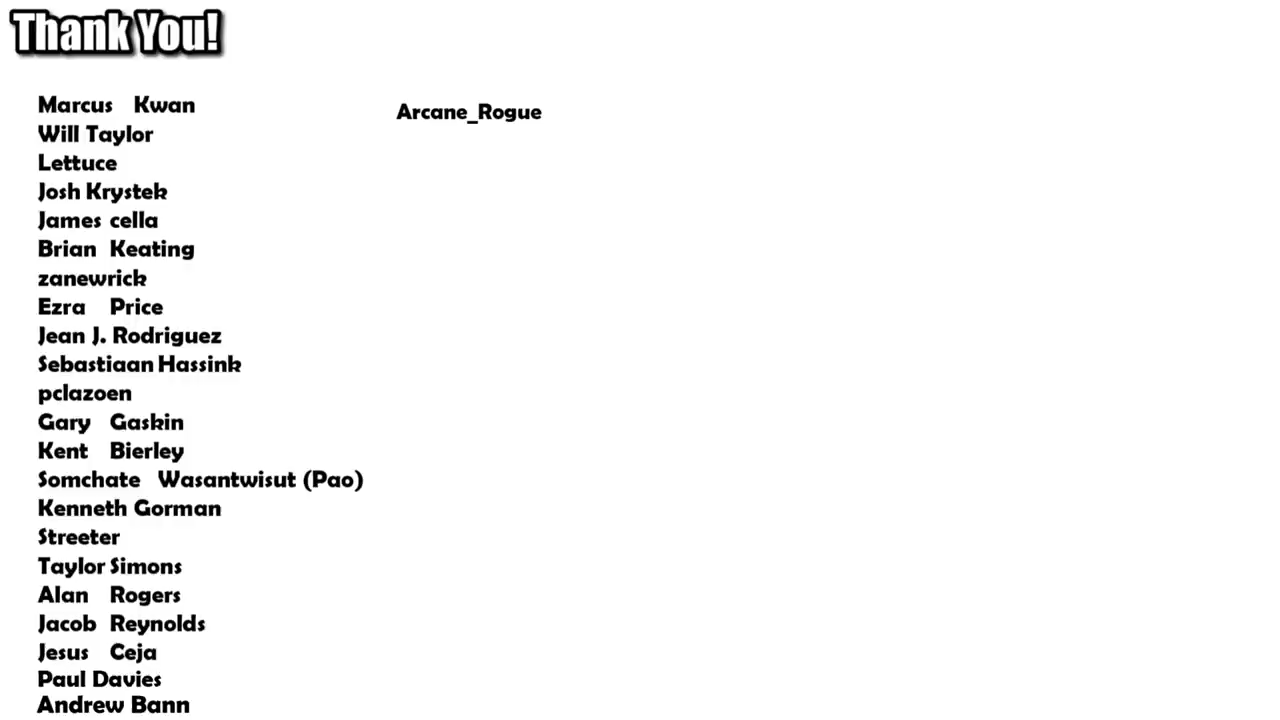 Thank You!
Marcus Kwan
Will Taylor
Lettuce
Josh Krystek
James cella
Brian Keating
zanewrick
Ezra Price
Jean J. Rodriguez
Sebastiaan Hassink
pclazoen
Gary Gaskin
Kent Bierley
Somchate Wasantwisut (Pao)
Kenneth Gorman
Streeter
Taylor Simons
Alan Rogers
Jacob Reynolds
Jesus Ceja
Paul Davies
Andrew Bann
Arcane_Rogue